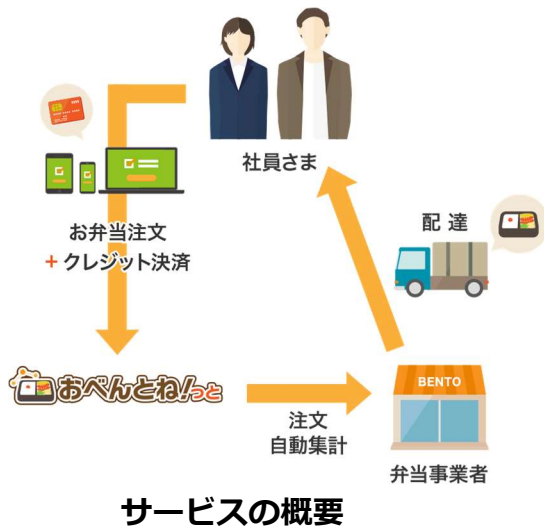 社員さま
お弁当注文
+ クレジット決済
配達
おべんとね!っと
BENTO
注文
自動集計
弁当事業者
サービスの概要